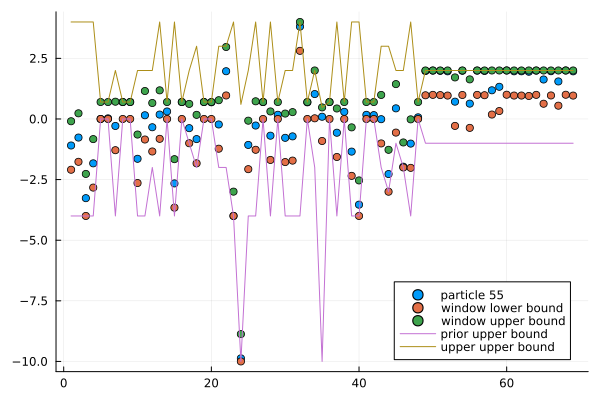 2.5
0.0
−2.5
−5.0
−7.5
−10.0
0
20
40
60
particle 55
window lower bound
window upper bound
prior upper bound
upper upper bound